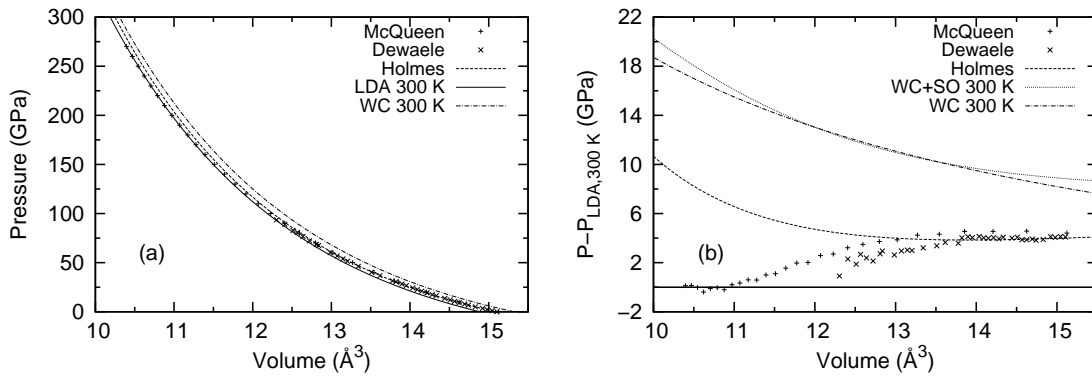 300
250
200
150
100
50
0
10 11 12 13 14 15
Pressure (GPa)
Volume (Å³)
McQueen
Dewaele
Holmes
LDA 300 K
WC 300 K
(a)
22
18
14
10
6
2
−2
10 11 12 13 14 15
P−P_LDA,300 K (GPa)
Volume (Å³)
McQueen
Dewaele
Holmes
WC+SO 300 K
WC 300 K
(b)